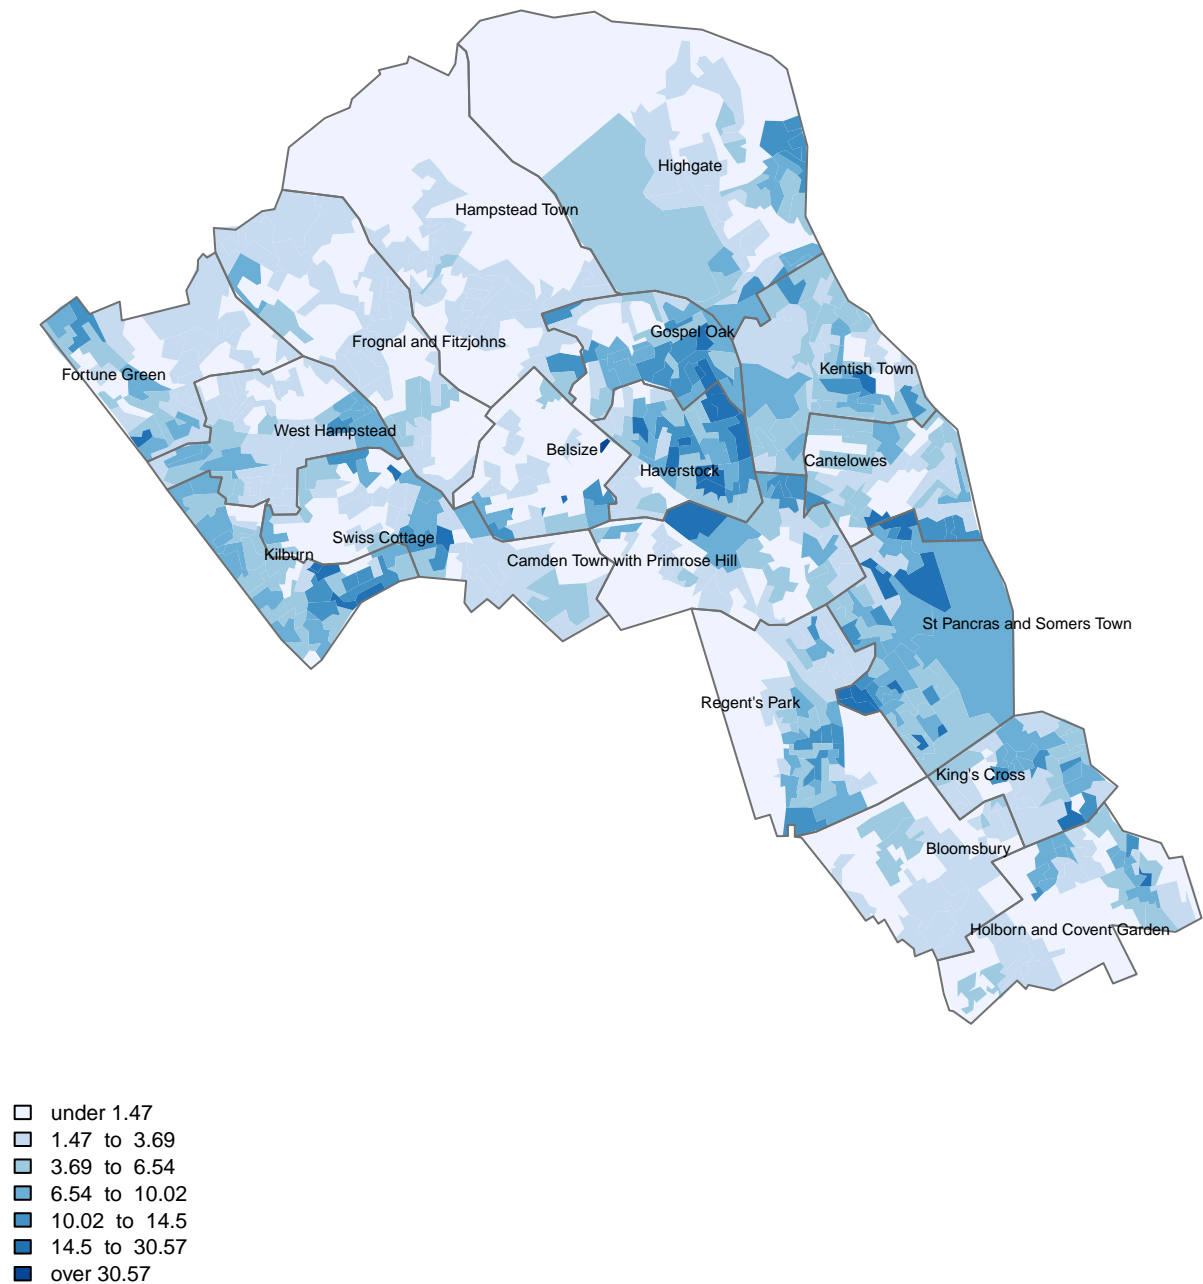 Highgate
Hampstead Town
Gospel Oak
Frognal and Fitzjohns
Kentish Town
Fortune Green
West Hampstead
Belsize
Cantelowes
Haverstock
Swiss Cottage
Kilburn
Camden Town with Primrose Hill
St Pancras and Somers Town
Regent's Park
King's Cross
Bloomsbury
Holborn and Covent Garden
under 1.47
1.47 to 3.69
3.69 to 6.54
6.54 to 10.02
10.02 to 14.5
14.5 to 30.57
over 30.57